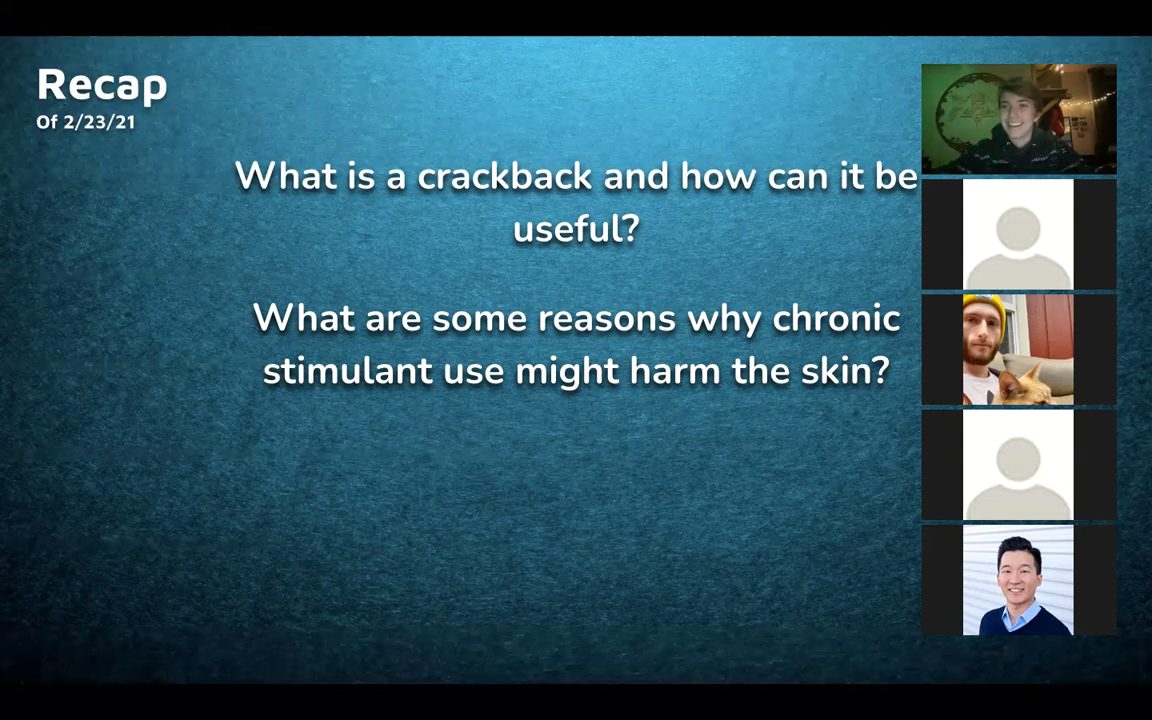 Recap
Of 2/23/21
What is a crackback and how can it be
useful?
What are some reasons why chronic
stimulant use might harm the skin?